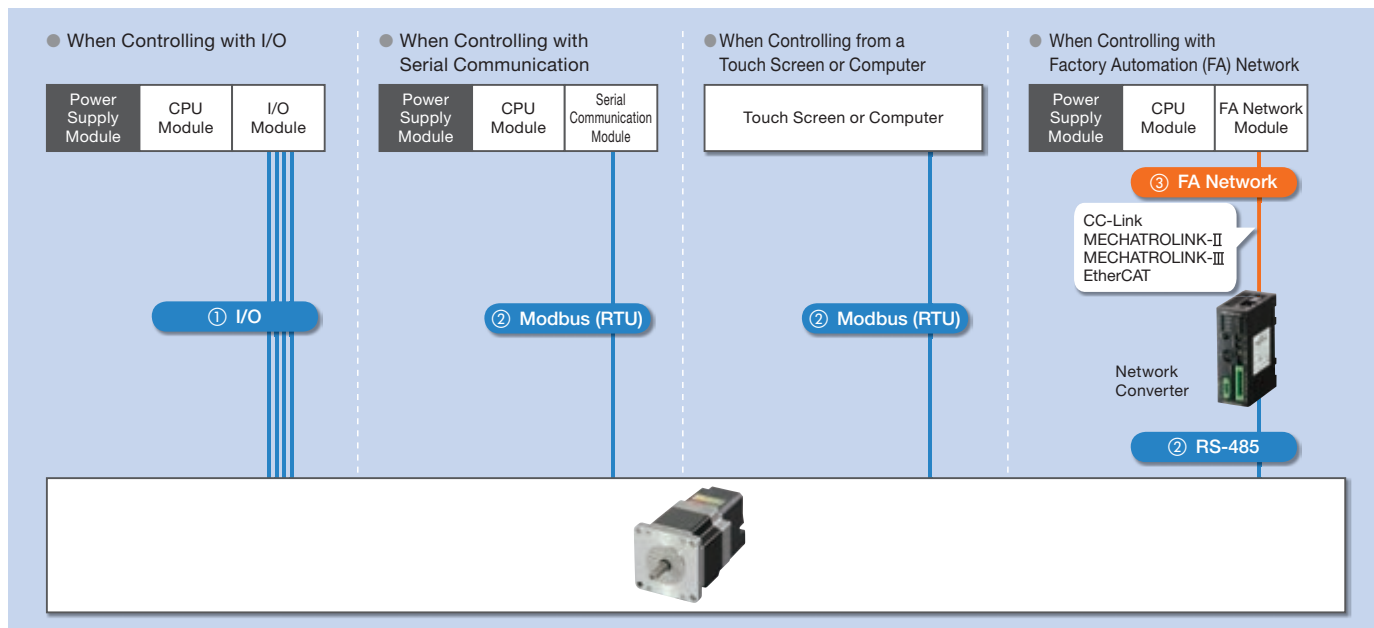 When Controlling with I/O
Power
Supply
Module
CPU
Module
I/O
Module
① I/O
When Controlling with
Serial Communication
Power
Supply
Module
CPU
Module
Serial
Communication
Module
② Modbus (RTU)
When Controlling from a
Touch Screen or Computer
Touch Screen or Computer
② Modbus (RTU)
When Controlling with
Factory Automation (FA) Network
Power
Supply
Module
CPU
Module
FA Network
Module
③ FA Network
CC-Link
MECHATROLINK-Ⅱ
MECHATROLINK-Ⅲ
EtherCAT
Network
Converter
② RS-485